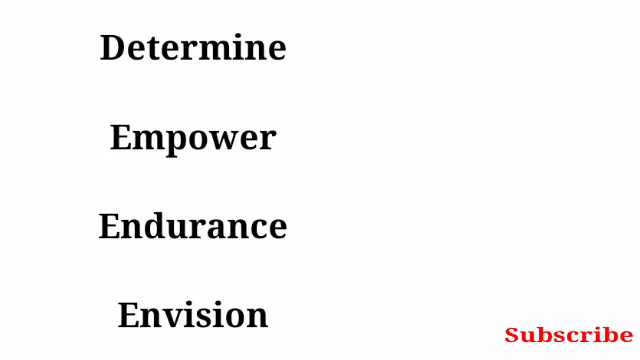 Determine
Empower
Endurance
Envision
Subscribe